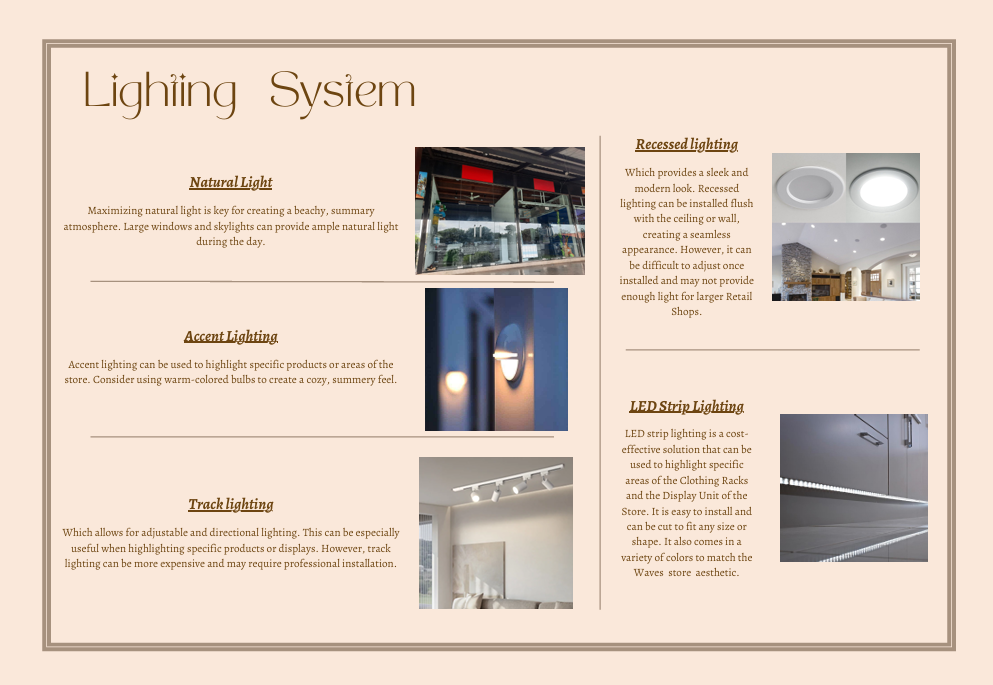 Lighting System
Natural Light
Maximizing natural light is key for creating a beachy, summary
atmosphere. Large windows and skylights can provide ample natural light
during the day.
Accent Lighting
Accent lighting can be used to highlight specific products or areas of the
store. Consider using warm-colored bulbs to create a cozy, summery feel.
Track lighting
Which allows for adjustable and directional lighting. This can be especially
useful when highlighting specific products or displays. However, track
lighting can be more expensive and may require professional installation.
Recessed lighting
Which provides a sleek and
modern look. Recessed
lighting can be installed flush
with the ceiling or wall,
creating a seamless
appearance. However, it can
be difficult to adjust once
installed and may not provide
enough light for larger Retail
Shops.
LED Strip Lighting
LED strip lighting is a cost-
effective solution that can be
used to highlight specific
areas of the Clothing Racks
and the Display Unit of the
Store. It is easy to install and
can be cut to fit any size or
shape. It also comes in a
variety of colors to match the
Waves store aesthetic.